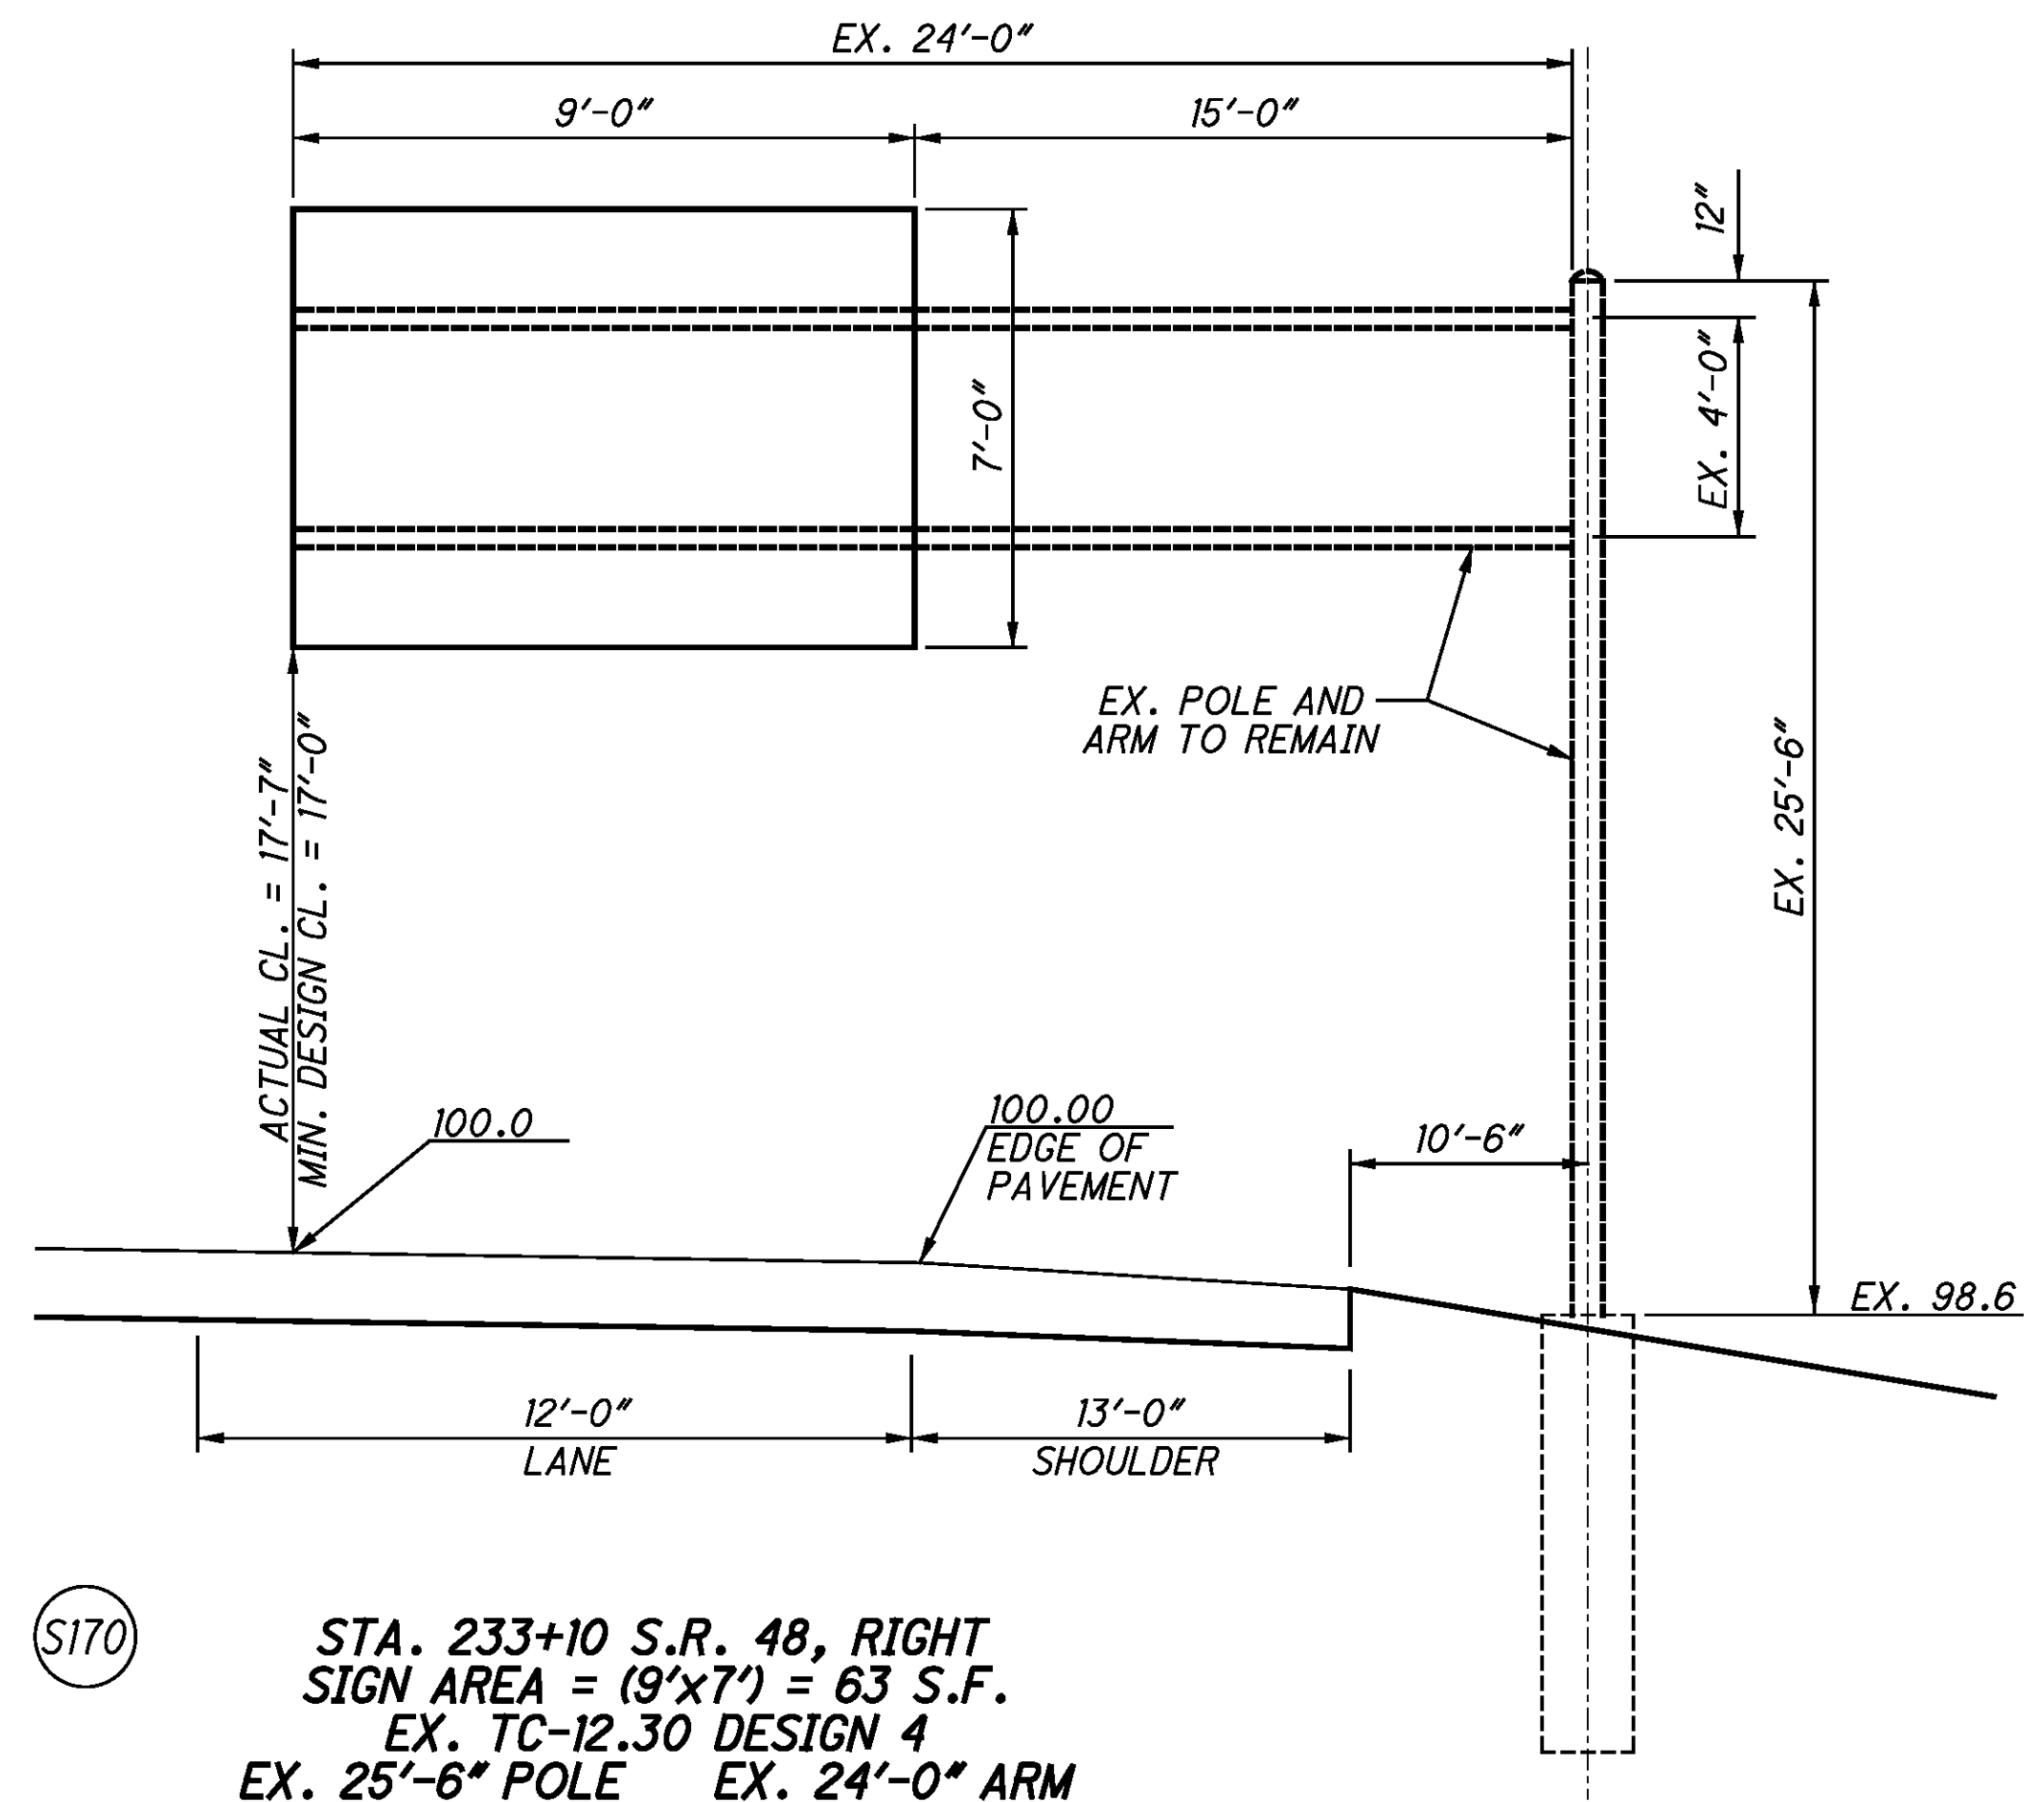 EX. 24'-0"
9'-0"
15'-0"
12"
7'-0"
EX. 4'-0"
EX. POLE AND
ARM TO REMAIN
EX. 25'-6"
ACTUAL CL. = 17'-7"
MIN. DESIGN CL. = 17'-0"
100.0
100.00
EDGE OF
PAVEMENT
10'-6"
EX. 98.6
12'-0"
LANE
13'-0"
SHOULDER
S170
STA. 233+10 S.R. 48, RIGHT
SIGN AREA = (9'x7') = 63 S.F.
EX. TC-12.30 DESIGN 4
EX. 25'-6" POLE EX. 24'-0" ARM